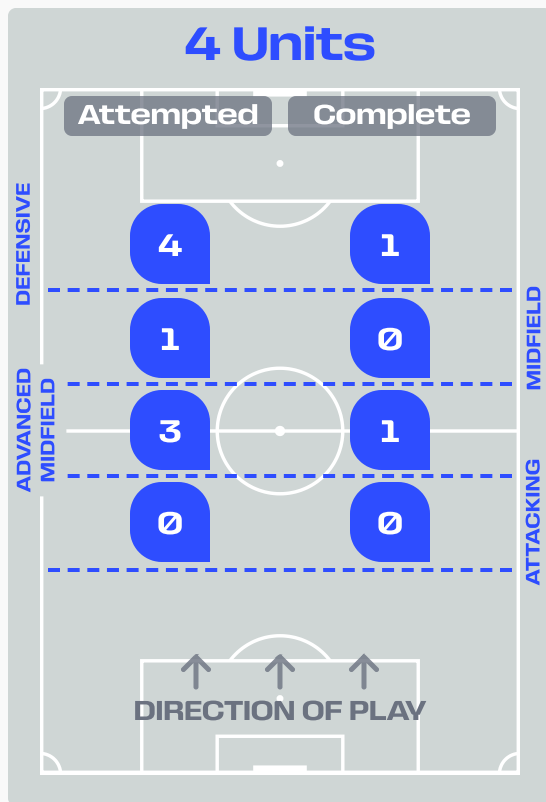 4 Units
Attempted
Complete
DEFENSIVE
4
1
MIDFIELD
1
0
ADVANCED
MIDFIELD
3
1
ATTACKING
0
0
DIRECTION OF PLAY